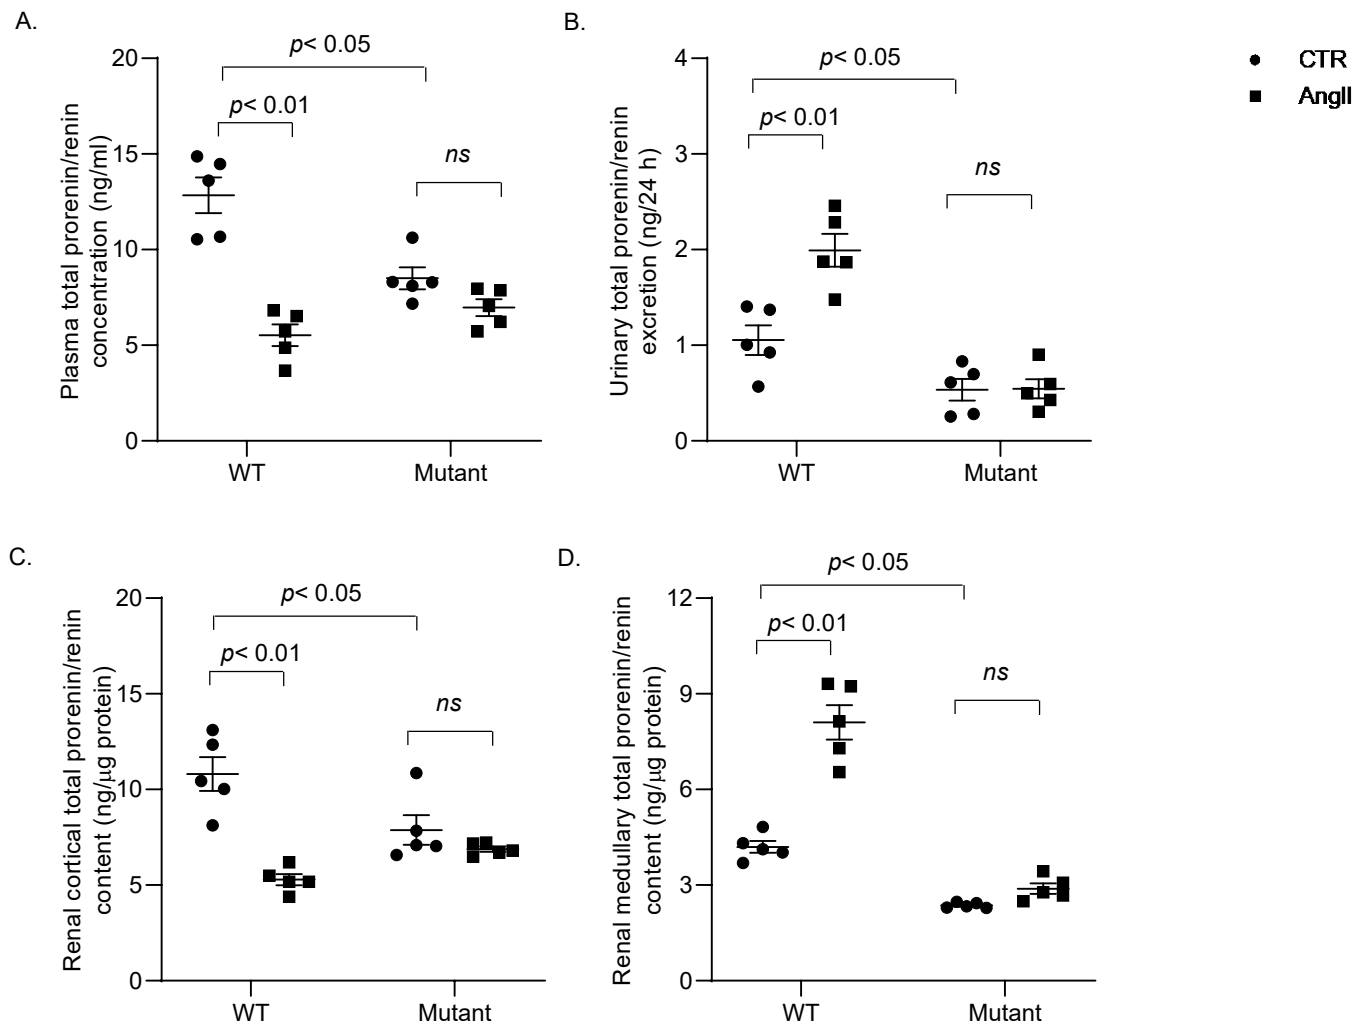 A.
Plasma total prorenin/renin
concentration (ng/ml)
20
15
10
5
0
p< 0.05
p< 0.01
ns
WT
Mutant
B.
Urinary total prorenin/renin
excretion (ng/24 h)
4
3
2
1
0
p< 0.05
p< 0.01
ns
WT
Mutant
CTR
AngII
C.
Renal cortical total prorenin/renin
content (ng/μg protein)
20
15
10
5
0
p< 0.05
p< 0.01
ns
WT
Mutant
D.
Renal medullary total prorenin/renin
content (ng/μg protein)
12
9
6
3
0
p< 0.05
p< 0.01
ns
WT
Mutant